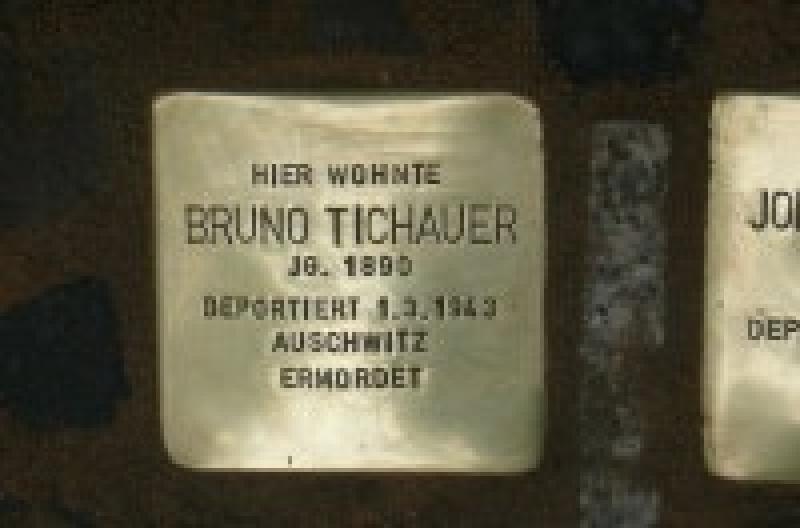 HIER WOHNTE
BRUNO TICHAUER
JG. 1890
DEPORTIERT 1.3.1943
AUSCHWITZ
ERMORDET